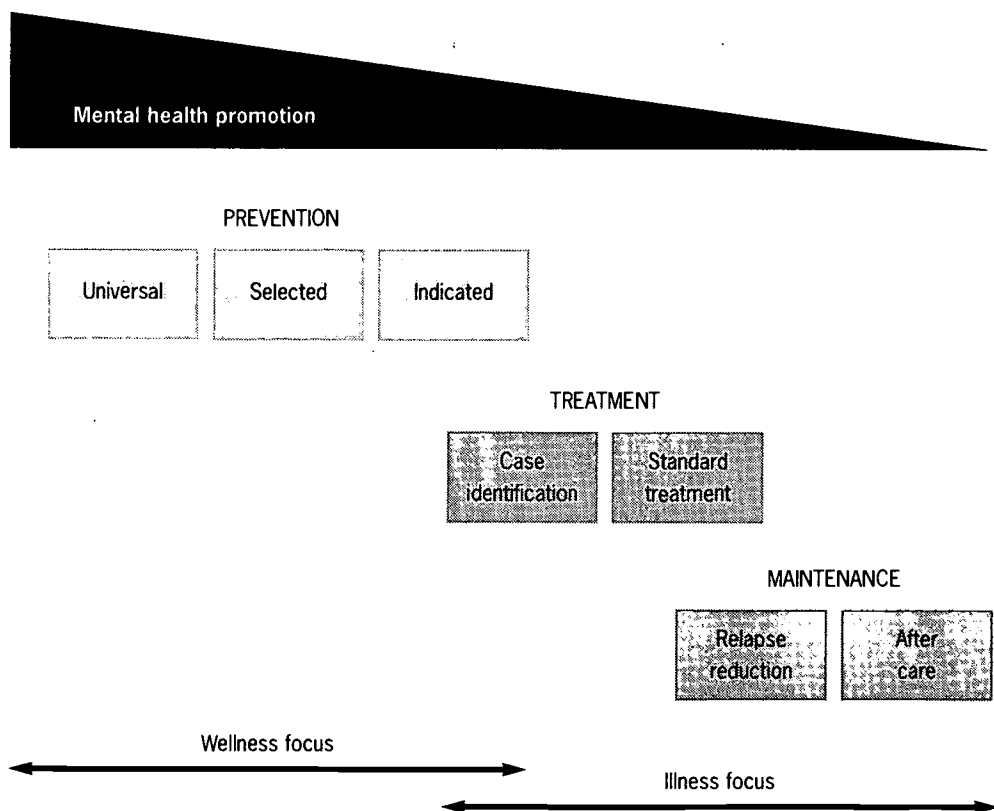 Mental health promotion
PREVENTION
Universal
Selected
Indicated
TREATMENT
Case
identification
Standard
treatment
MAINTENANCE
Relapse
reduction
After
care
Wellness focus
Illness focus